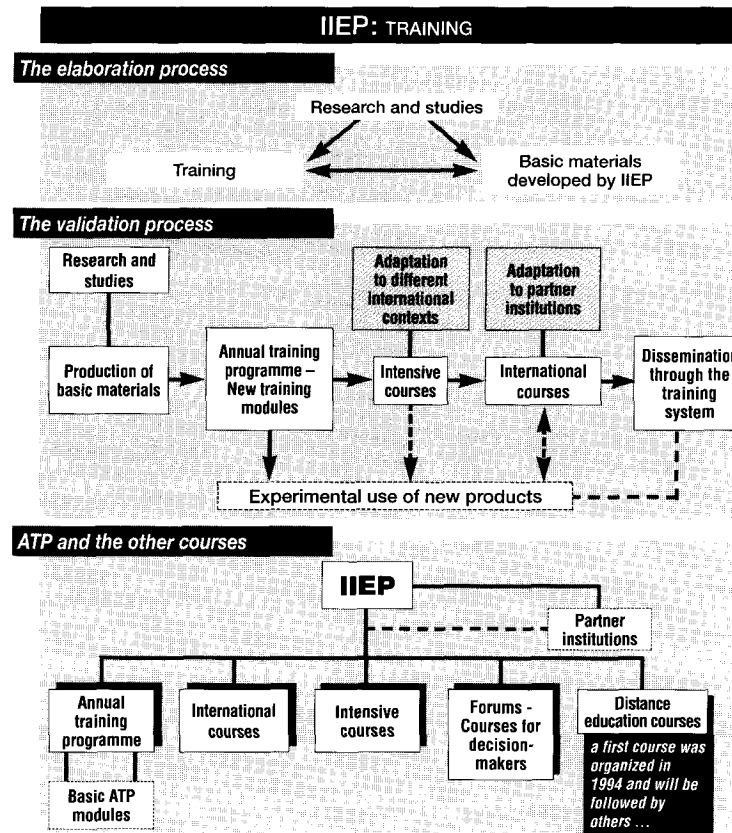 IIEP: TRAINING
The elaboration process
Research and studies
Training
Basic materials
developed by IIEP
The validation process
Research and
studies
Adaptation
to different
international
contexts
Adaptation
to partner
institutions
Production of
basic materials
Annual training
programme –
New training
modules
Intensive
courses
International
courses
Dissemination
through the
training
system
Experimental use of new products
ATP and the other courses
IIEP
Partner
institutions
Annual
training
programme
International
courses
Intensive
courses
Forums -
Courses for
decision-
makers
Distance
education courses
a first course was
organized in
1994 and will be
followed by
others ...
Basic ATP
modules